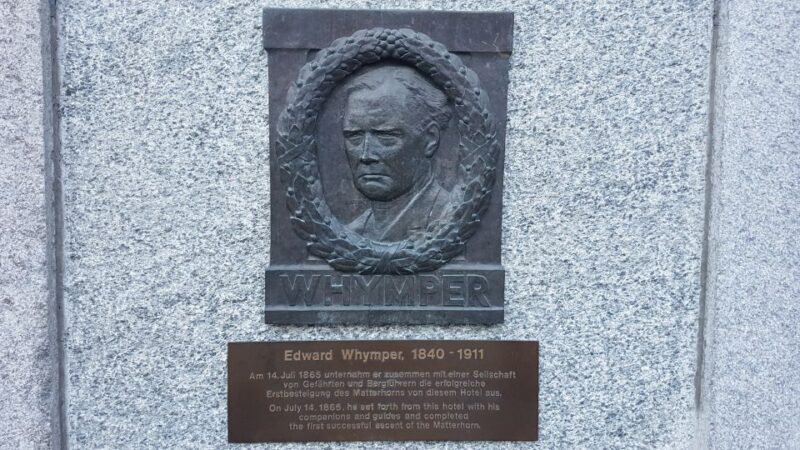 WHYMPER
Edward Whymper, 1840 - 1911
Am 14. Juli 1865 unternahm er zusammen mit einer Seilschaft
von Gefährten und Bergführern die erfolgreiche
Erstbesteigung des Matterhorns von diesem Hotel aus.
On July 14, 1865, he set forth from this hotel with his
companions and guides and completed
the first successful ascent of the Matterhorn.